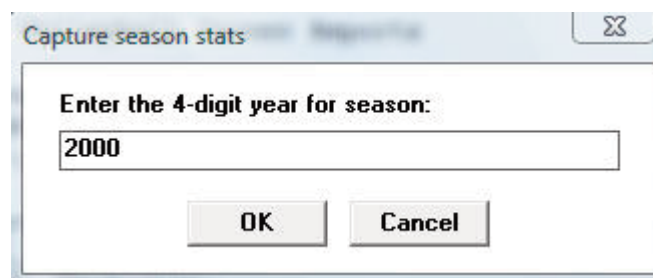 Capture season stats
Enter the 4-digit year for season:
2000
OK
Cancel